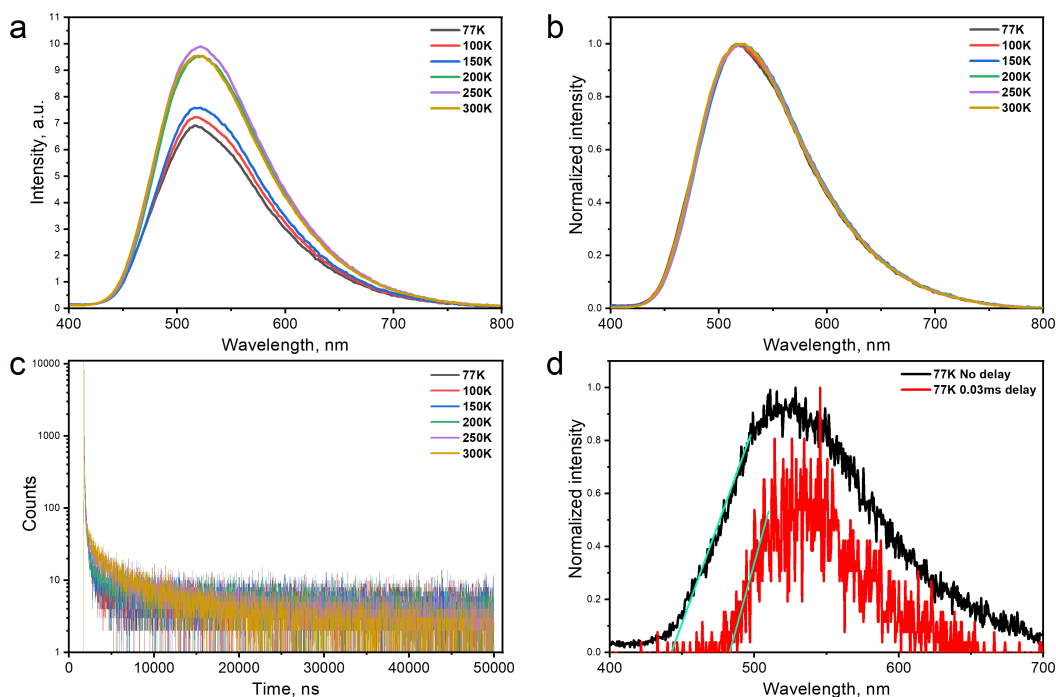 a
11
10
9
8
7
6
5
4
3
2
1
0
Intensity, a.u.
400 500 600 700 800
Wavelength, nm
77K
100K
150K
200K
250K
300K
b
1.0
0.8
0.6
0.4
0.2
0.0
Normalized intensity
400 500 600 700 800
Wavelength, nm
77K
100K
150K
200K
250K
300K
c
10000
1000
100
10
1
Counts
0 10000 20000 30000 40000 50000
Time, ns
77K
100K
150K
200K
250K
300K
d
1.0
0.8
0.6
0.4
0.2
0.0
Normalized intensity
400 500 600 700
Wavelength, nm
77K No delay
77K 0.03ms delay